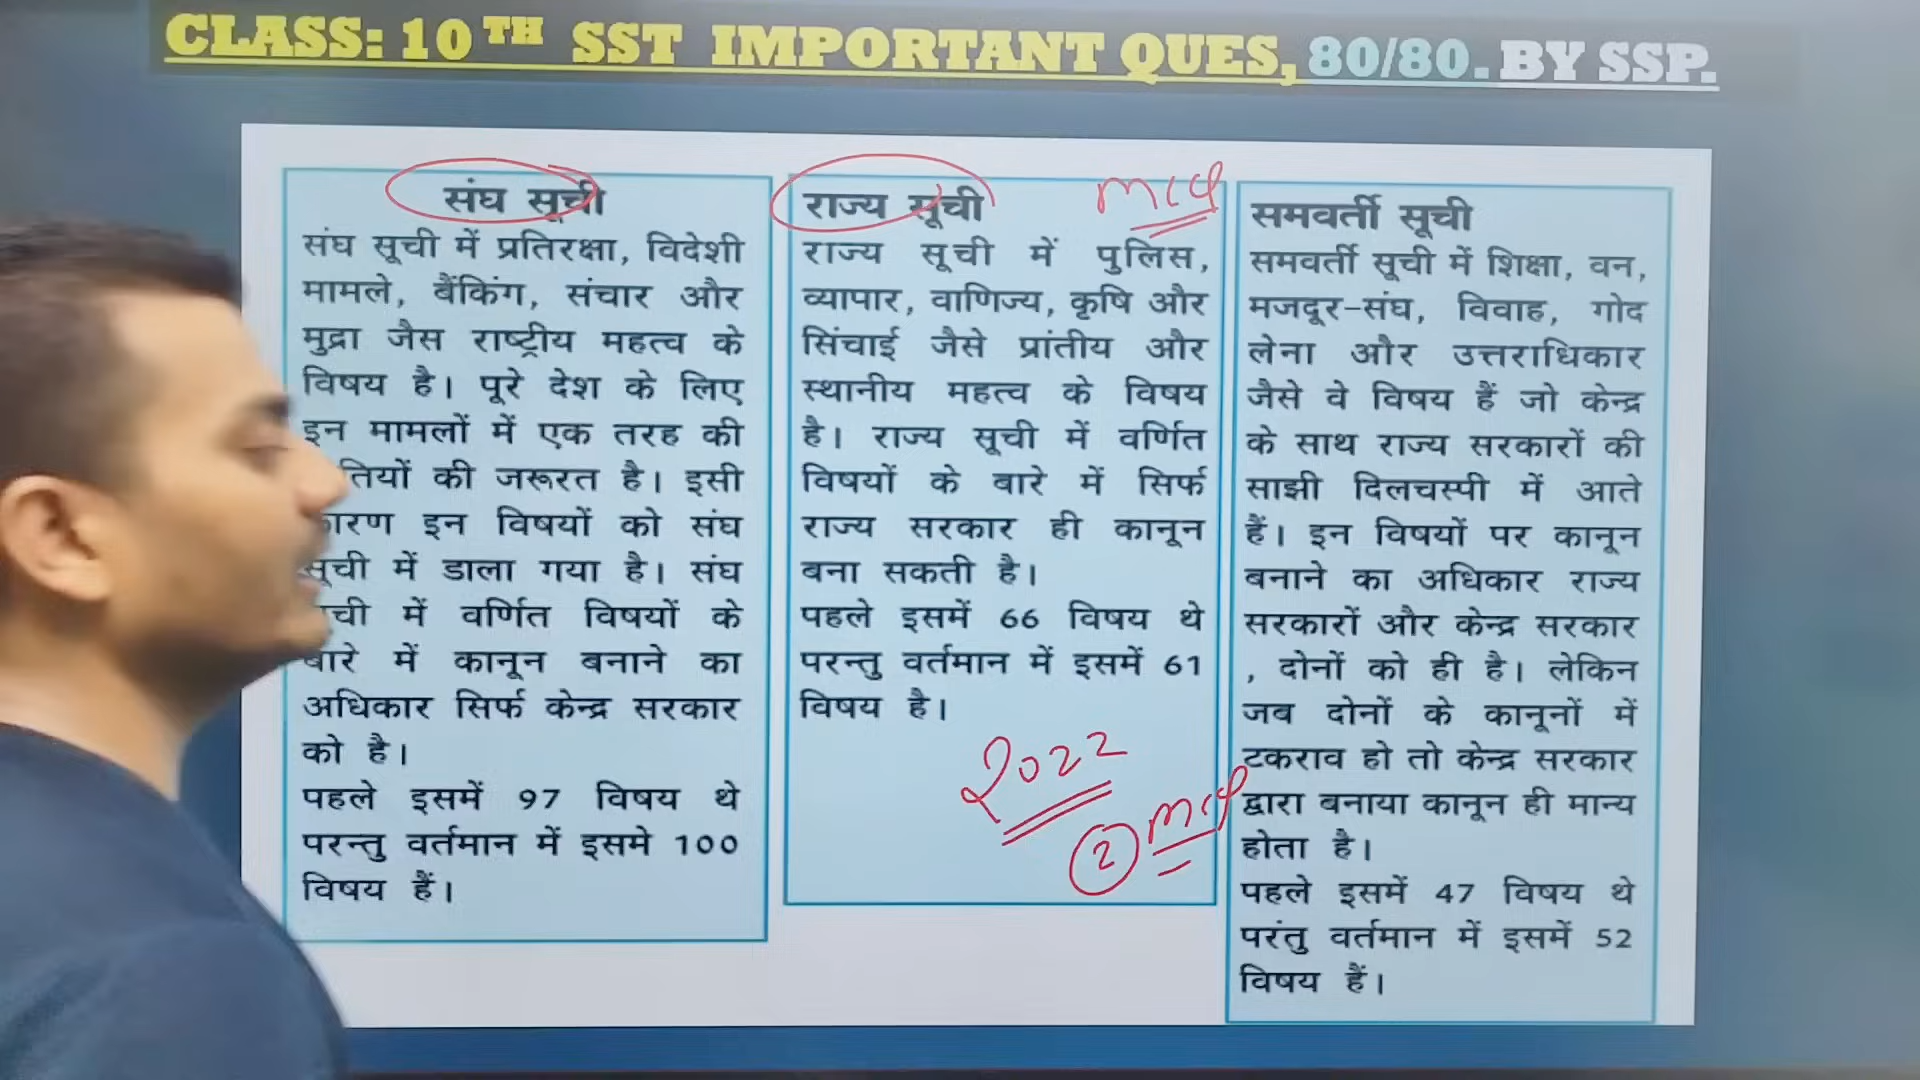 CLASS: 10TH SST IMPORTANT QUES, 80/80. BY SSP.
संघ सूची
संघ सूची में प्रतिरक्षा, विदेशी
मामले, बैंकिंग, संचार और
मुद्रा जैस राष्ट्रीय महत्व के
विषय है। पूरे देश के लिए
इन मामलों में एक तरह की
की जरूरत है। इसी
इन विषयों को संघ
सूची में डाला गया है। संघ
में वर्णित विषयों के
बारे में कानून बनाने का
अधिकार सिर्फ केन्द्र सरकार
को है।
पहले इसमें 97 विषय थे
परन्तु वर्तमान में इसमे 100
विषय हैं।
राज्य सूची
MCQ
राज्य सूची में पुलिस,
व्यापार, वाणिज्य, कृषि और
सिंचाई जैसे प्रांतीय और
स्थानीय महत्व के विषय
है। राज्य सूची में वर्णित
विषयों के बारे में सिर्फ
राज्य सरकार ही कानून
बना सकती है।
पहले इसमें 66 विषय थे
परन्तु वर्तमान में इसमें 61
विषय है।
2022
2 MCQ
समवर्ती सूची
समवर्ती सूची में शिक्षा, वन,
मजदूर-संघ, विवाह, गोद
लेना और उत्तराधिकार
जैसे वे विषय हैं जो केन्द्र
के साथ राज्य सरकारों की
साझी दिलचस्पी में आते
हैं। इन विषयों पर कानून
बनाने का अधिकार राज्य
सरकारों और केन्द्र सरकार
, दोनों को ही है। लेकिन
जब दोनों के कानूनों में
टकराव हो तो केन्द्र सरकार
द्वारा बनाया कानून ही मान्य
होता है।
पहले इसमें 47 विषय थे
परंतु वर्तमान में इसमें 52
विषय हैं।